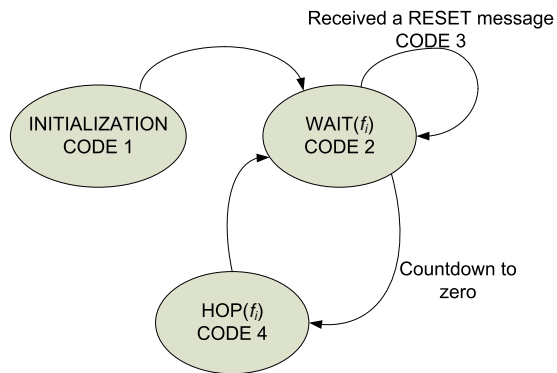 Received a RESET message
CODE 3
INITIALIZATION
CODE 1
WAIT(fi)
CODE 2
Countdown to
zero
HOP(fi)
CODE 4